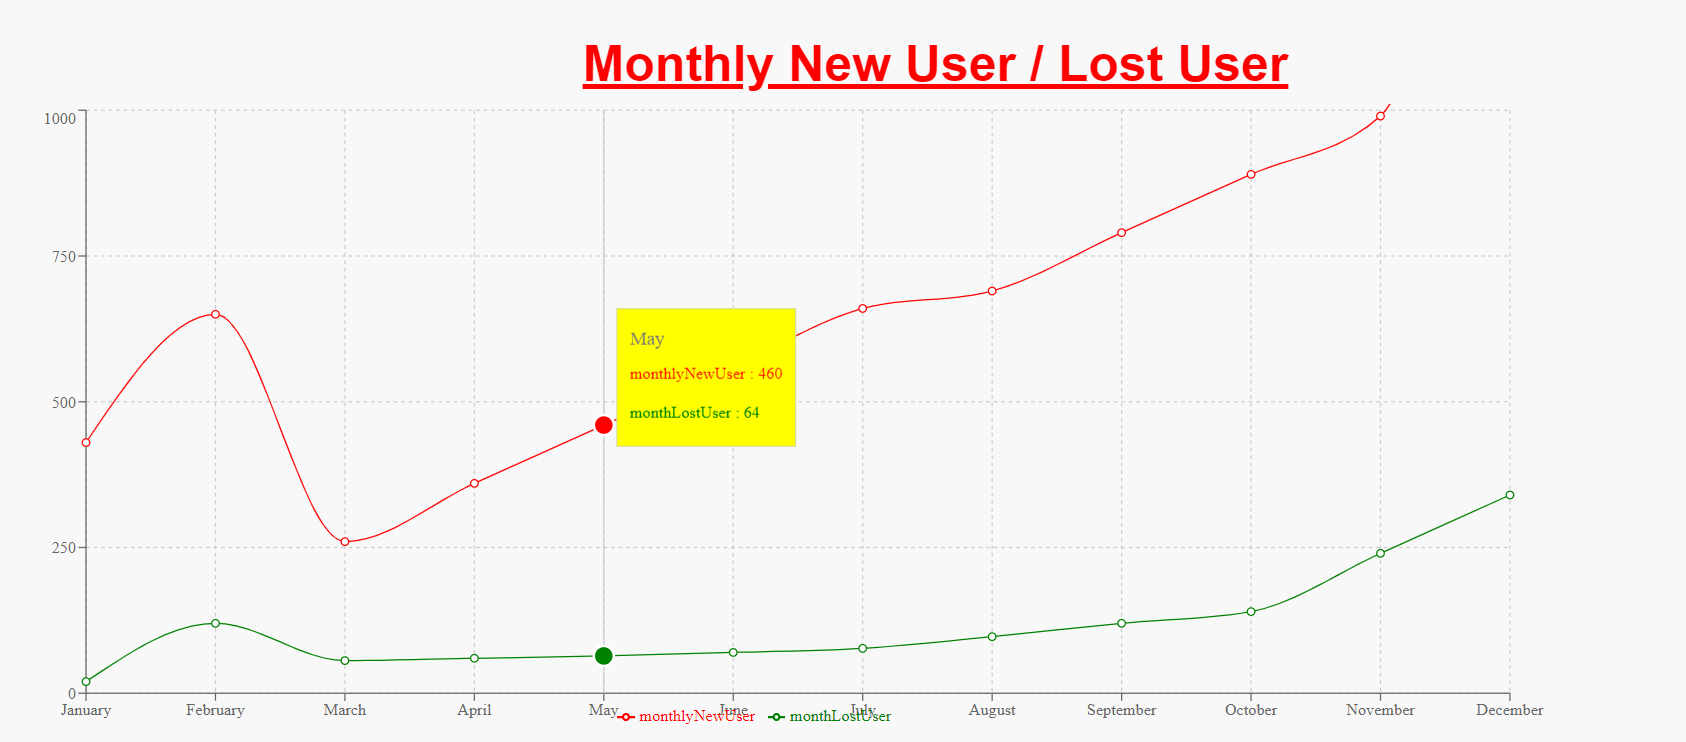 Monthly New User / Lost User
1000
750
500
250
0
May
monthlyNewUser : 460
monthLostUser : 64
January February March April May June July August September October November December
monthlyNewUser monthLostUser